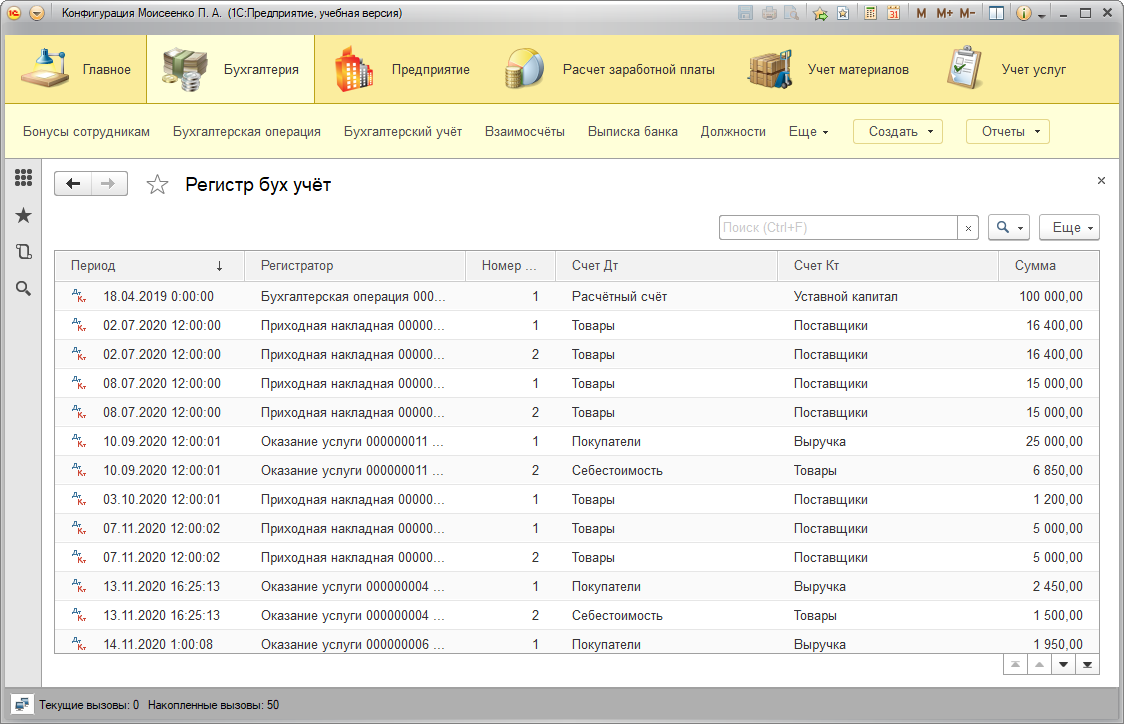 Конфигурация Моисеенко П. А. (1С:Предприятие, учебная версия) M M+ M-
Главное Бухгалтерия Предприятие Расчет заработной платы Учет материалов Учет услуг
Бонусы сотрудникам Бухгалтерская операция Бухгалтерский учёт Взаимосчёты Выписка банка Должности Еще Создать Отчеты
Регистр бух учёт
Поиск (Ctrl+F) Еще
Период Регистратор Номер ... Счет Дт Счет Кт Сумма
18.04.2019 0:00:00 Бухгалтерская операция 000... 1 Расчётный счёт Уставной капитал 100 000,00
02.07.2020 12:00:00 Приходная накладная 00000... 1 Товары Поставщики 16 400,00
02.07.2020 12:00:00 Приходная накладная 00000... 2 Товары Поставщики 16 400,00
08.07.2020 12:00:00 Приходная накладная 00000... 1 Товары Поставщики 15 000,00
08.07.2020 12:00:00 Приходная накладная 00000... 2 Товары Поставщики 15 000,00
10.09.2020 12:00:01 Оказание услуги 000000011 ... 1 Покупатели Выручка 25 000,00
10.09.2020 12:00:01 Оказание услуги 000000011 ... 2 Себестоимость Товары 6 850,00
03.10.2020 12:00:01 Приходная накладная 00000... 1 Товары Поставщики 1 200,00
07.11.2020 12:00:02 Приходная накладная 00000... 1 Товары Поставщики 5 000,00
07.11.2020 12:00:02 Приходная накладная 00000... 2 Товары Поставщики 5 000,00
13.11.2020 16:25:13 Оказание услуги 000000004 ... 1 Покупатели Выручка 2 450,00
13.11.2020 16:25:13 Оказание услуги 000000004 ... 2 Себестоимость Товары 1 500,00
14.11.2020 1:00:08 Оказание услуги 000000006 ... 1 Покупатели Выручка 1 950,00
Текущие вызовы: 0 Накопленные вызовы: 50